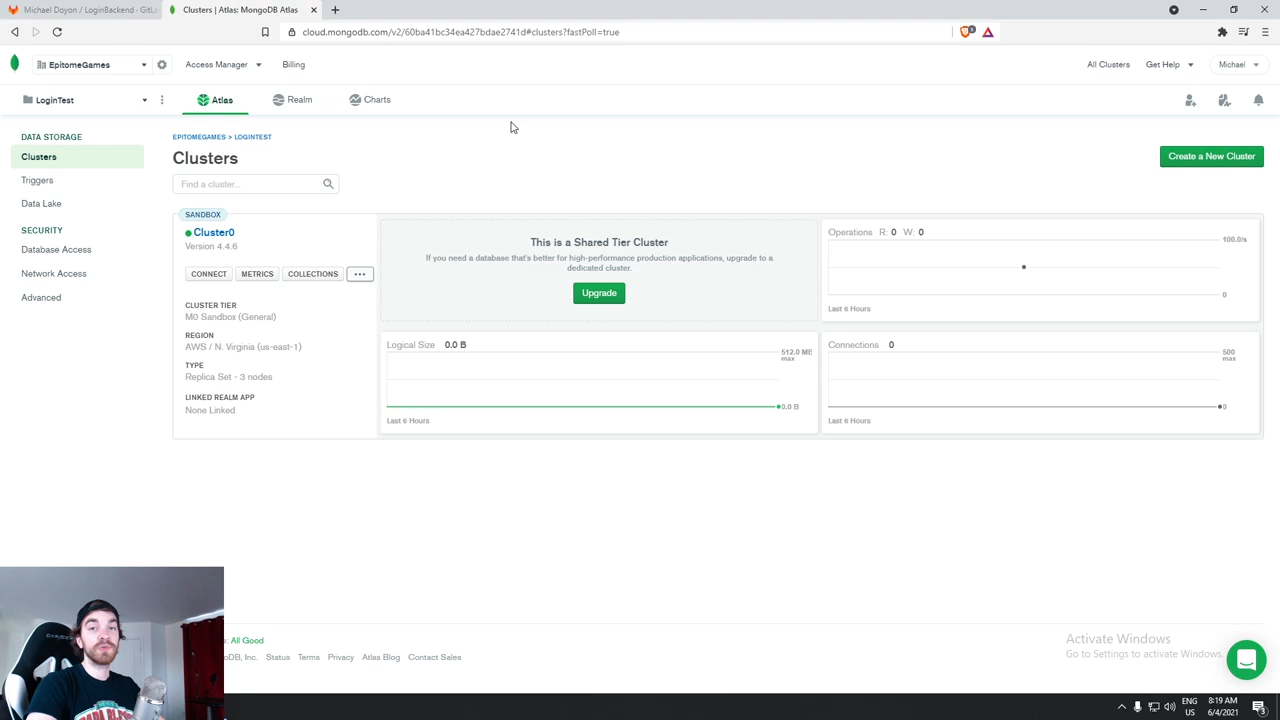 Michael Doyon / LoginBackend · GitL
Clusters | Atlas: MongoDB Atlas
cloud.mongodb.com/v2/60ba41bc34ea427bdae2741d#clusters?fastPoll=true
EpitomeGames
Access Manager
Billing
All Clusters
Get Help
Michael
LoginTest
Atlas
Realm
Charts
DATA STORAGE
Clusters
Triggers
Data Lake
SECURITY
Database Access
Network Access
Advanced
EPITOMEGAMES > LOGINTEST
Clusters
Create a New Cluster
Find a cluster...
SANDBOX
Cluster0
Version 4.4.6
CONNECT
METRICS
COLLECTIONS
...
CLUSTER TIER
M0 Sandbox (General)
REGION
AWS / N. Virginia (us-east-1)
TYPE
Replica Set - 3 nodes
LINKED REALM APP
None Linked
This is a Shared Tier Cluster
If you need a database that's better for high-performance production applications, upgrade to a
dedicated cluster.
Upgrade
Operations R: 0 W: 0
100.0/s
0
Last 6 Hours
Logical Size 0.0 B
512.0 MB
max
0.0 B
Last 6 Hours
Connections 0
500
max
0
Last 6 Hours
All Good
DB, Inc.
Status
Terms
Privacy
Atlas Blog
Contact Sales
Activate Windows
Go to Settings to activate Windows.
ENG
US
8:19 AM
6/4/2021